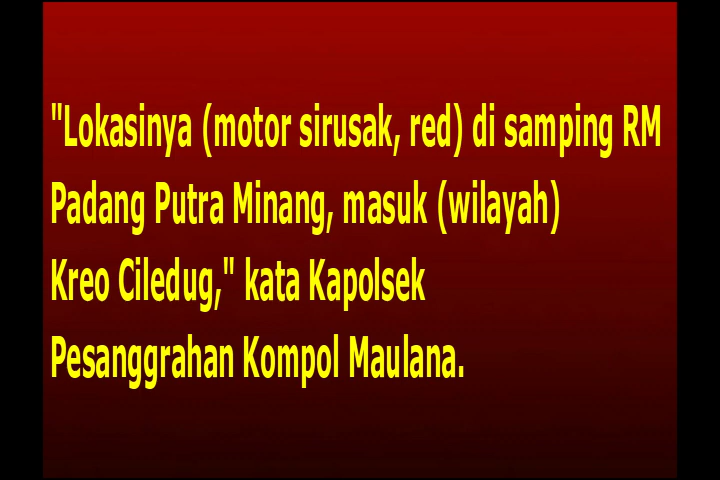 "Lokasinya (motor sirusak, red) di samping RM
Padang Putra Minang, masuk (wilayah)
Kreo Ciledug," kata Kapolsek
Pesanggrahan Kompol Maulana.